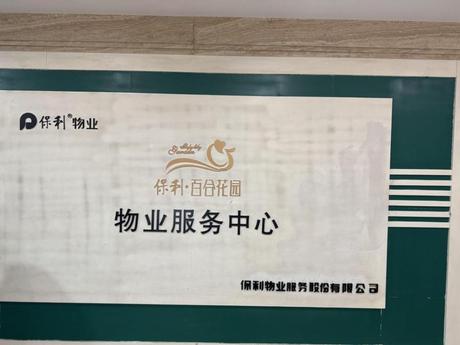 保利®物业
保利·百合花园
物业服务中心
保利物业服务股份有限公司